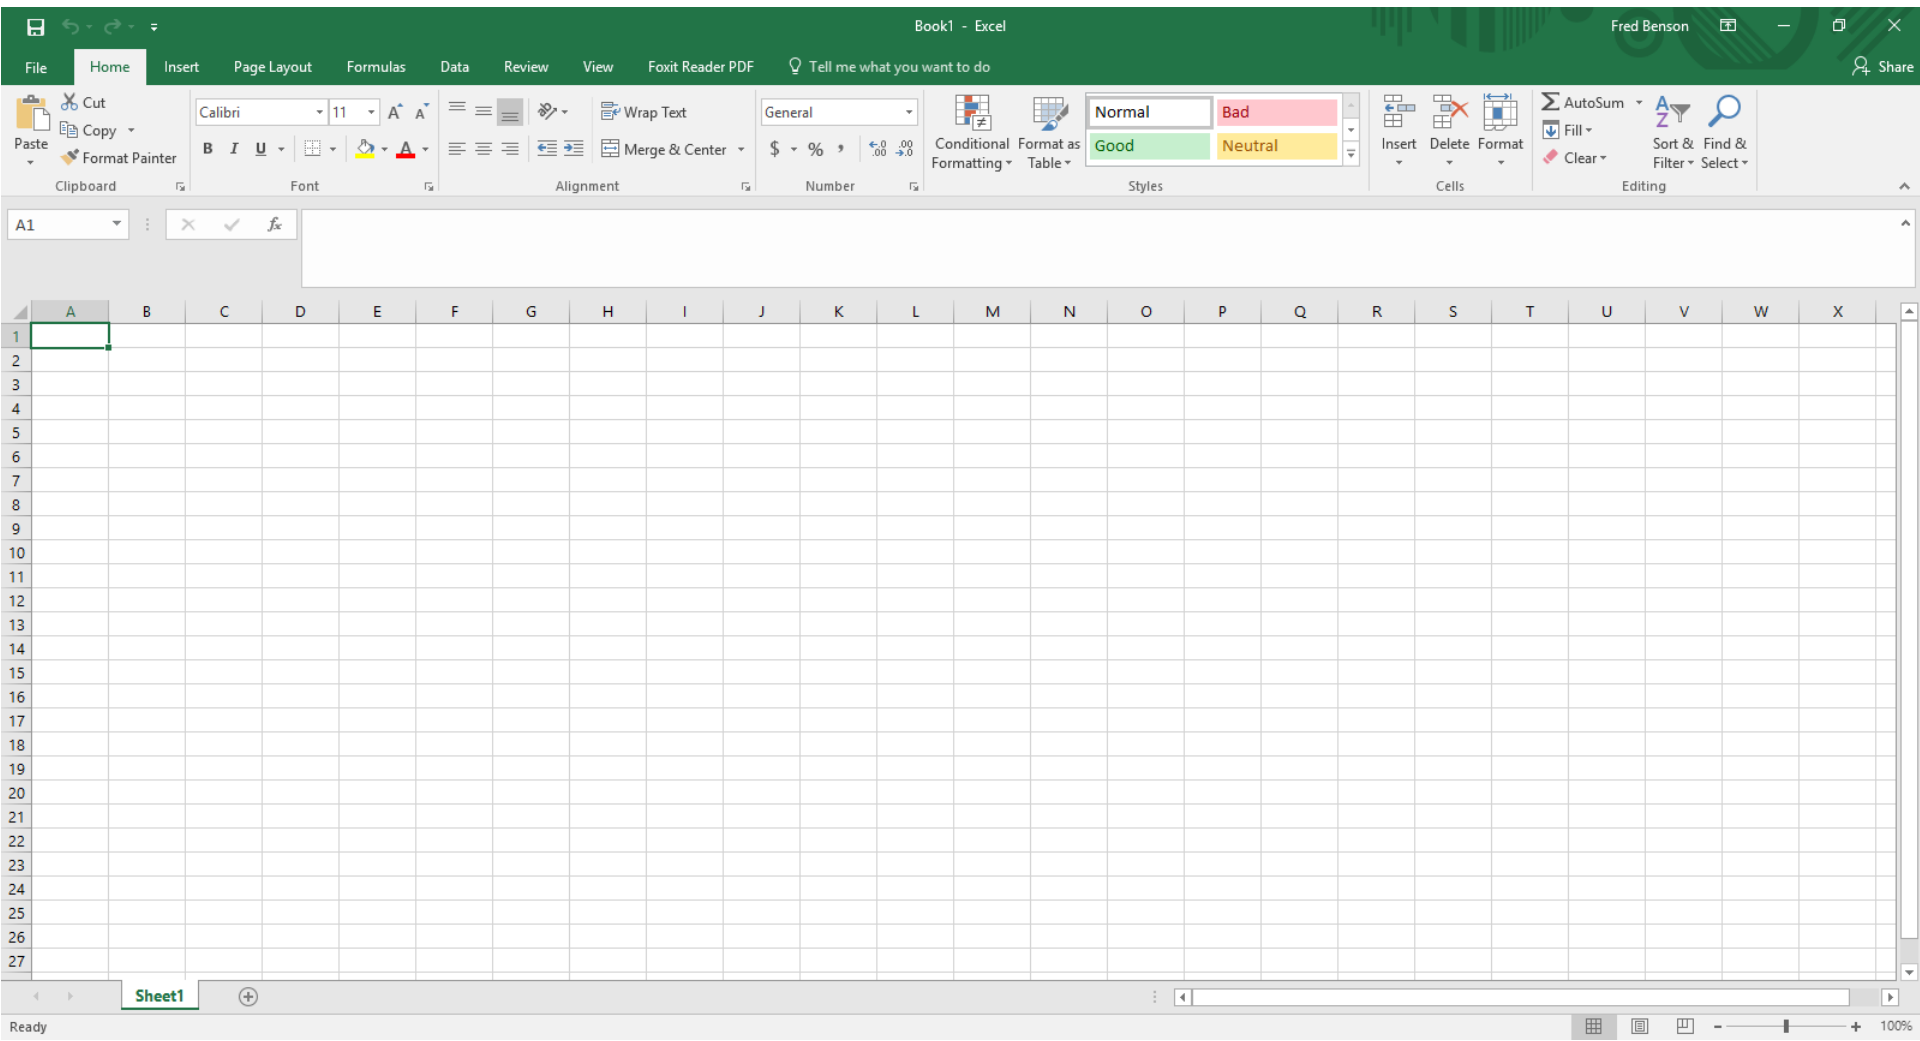 Book1 - Excel
Fred Benson
File Home Insert Page Layout Formulas Data Review View Foxit Reader PDF Tell me what you want to do Share
Paste
Cut
Copy
Format Painter
Clipboard
Calibri 11 A A
B I U A
Font
Wrap Text
Merge & Center
Alignment
General
$ % , .00 .00
Number
Conditional Formatting
Format as Table
Normal Bad
Good Neutral
Styles
Insert Delete Format
Cells
AutoSum
Fill
Clear
Sort & Filter
Find & Select
Editing
A1 fx
A B C D E F G H I J K L M N O P Q R S T U V W X
1
2
3
4
5
6
7
8
9
10
11
12
13
14
15
16
17
18
19
20
21
22
23
24
25
26
27
Sheet1
Ready 100%